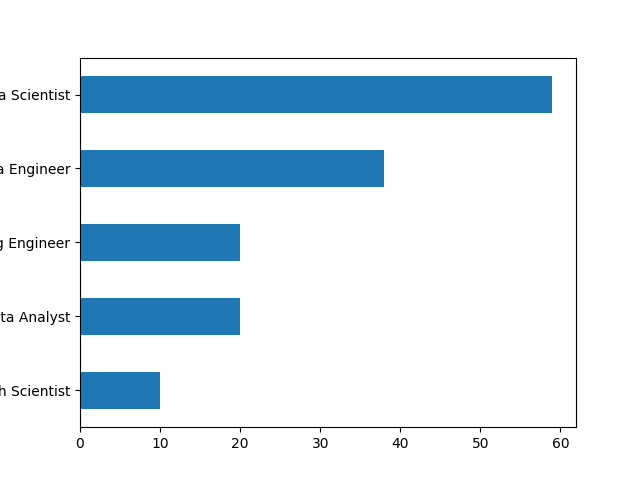 a Scientist
a Engineer
g Engineer
ta Analyst
h Scientist
0 10 20 30 40 50 60